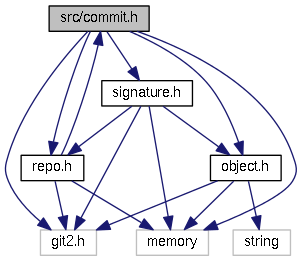 src/commit.h
signature.h
repo.h
object.h
git2.h
memory
string